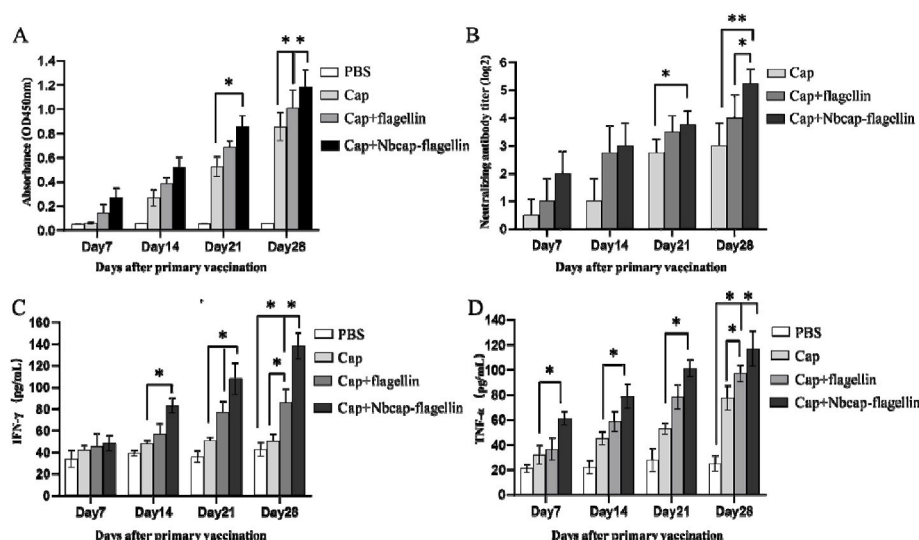 A
Absorbance (OD450nm)
1.4
1.2
1.0
0.8
0.6
0.4
0.2
0.0
* *
*
PBS
Cap
Cap+flagellin
Cap+Nbcap-flagellin
Day7 Day14 Day21 Day28
Days after primary vaccination
B
Neutralizing antibody titer (log2)
6
5
4
3
2
1
0
**
*
*
Cap
Cap+flagellin
Cap+Nbcap-flagellin
Day7 Day14 Day21 Day28
Days after primary vaccination
C
IFN-γ (pg/mL)
160
140
120
100
80
60
40
20
0
* *
*
*
*
PBS
Cap
Cap+flagellin
Cap+Nbcap-flagellin
Day7 Day14 Day21 Day28
Days after primary vaccination
D
TNF-α (pg/mL)
140
120
100
80
60
40
20
0
* *
*
*
*
*
PBS
Cap
Cap+flagellin
Cap+Nbcap-flagellin
Day7 Day14 Day21 Day28
Days after primary vaccination